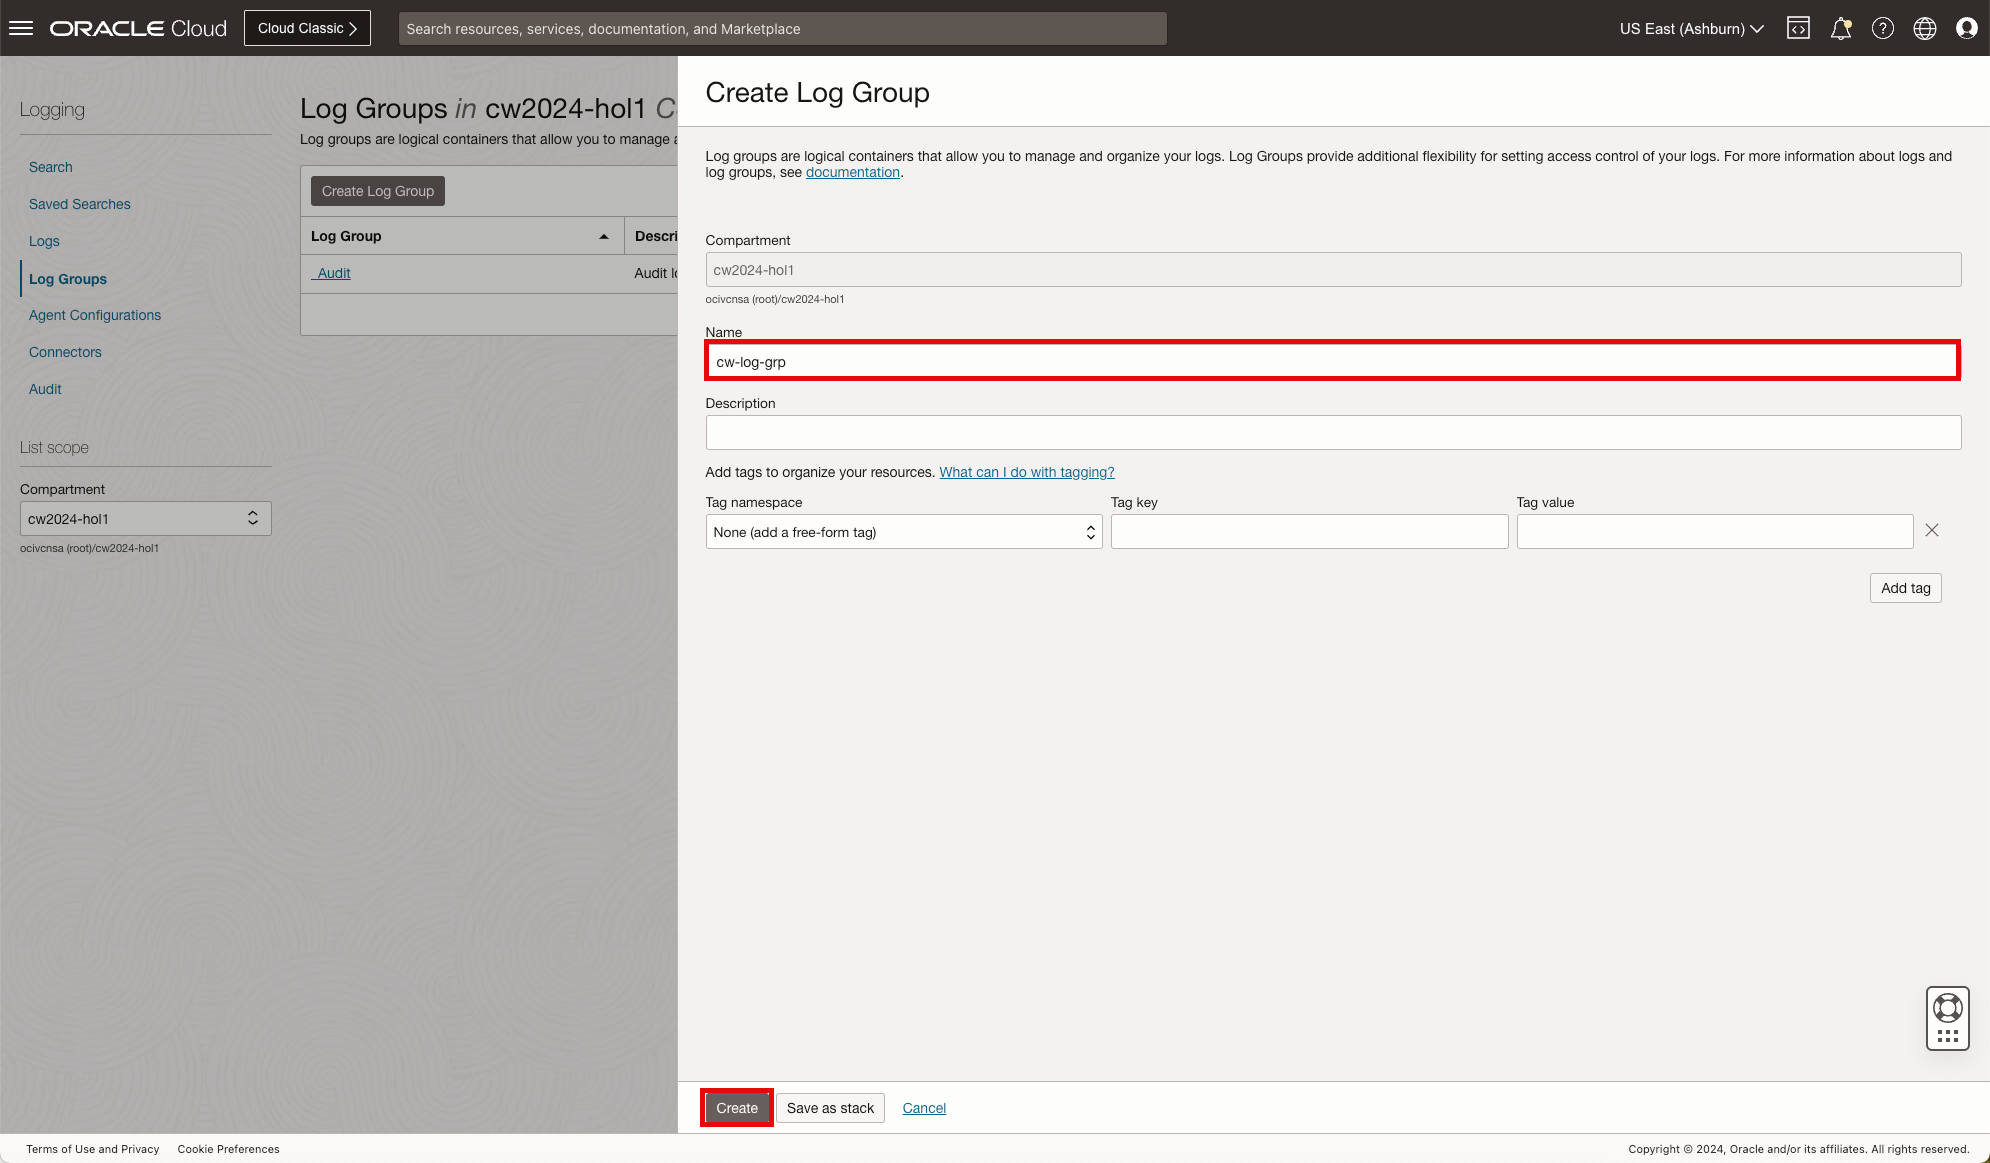 ORACLE Cloud
Cloud Classic
Search resources, services, documentation, and Marketplace
US East (Ashburn)
Logging
Search
Saved Searches
Logs
Log Groups
Agent Configurations
Connectors
Audit
List scope
Compartment
cw2024-hol1
ocivcnsa (root)/cw2024-hol1
Log Groups in cw2024-hol1 C
Log groups are logical containers that allow you to manage a
Create Log Group
Log Group
Descri
_Audit
Audit lo
Create Log Group
Log groups are logical containers that allow you to manage and organize your logs. Log Groups provide additional flexibility for setting access control of your logs. For more information about logs and
log groups, see documentation.
Compartment
cw2024-hol1
ocivcnsa (root)/cw2024-hol1
Name
cw-log-grp
Description
Add tags to organize your resources. What can I do with tagging?
Tag namespace
Tag key
Tag value
None (add a free-form tag)
Add tag
Create
Save as stack
Cancel
Terms of Use and Privacy
Cookie Preferences
Copyright © 2024, Oracle and/or its affiliates. All rights reserved.